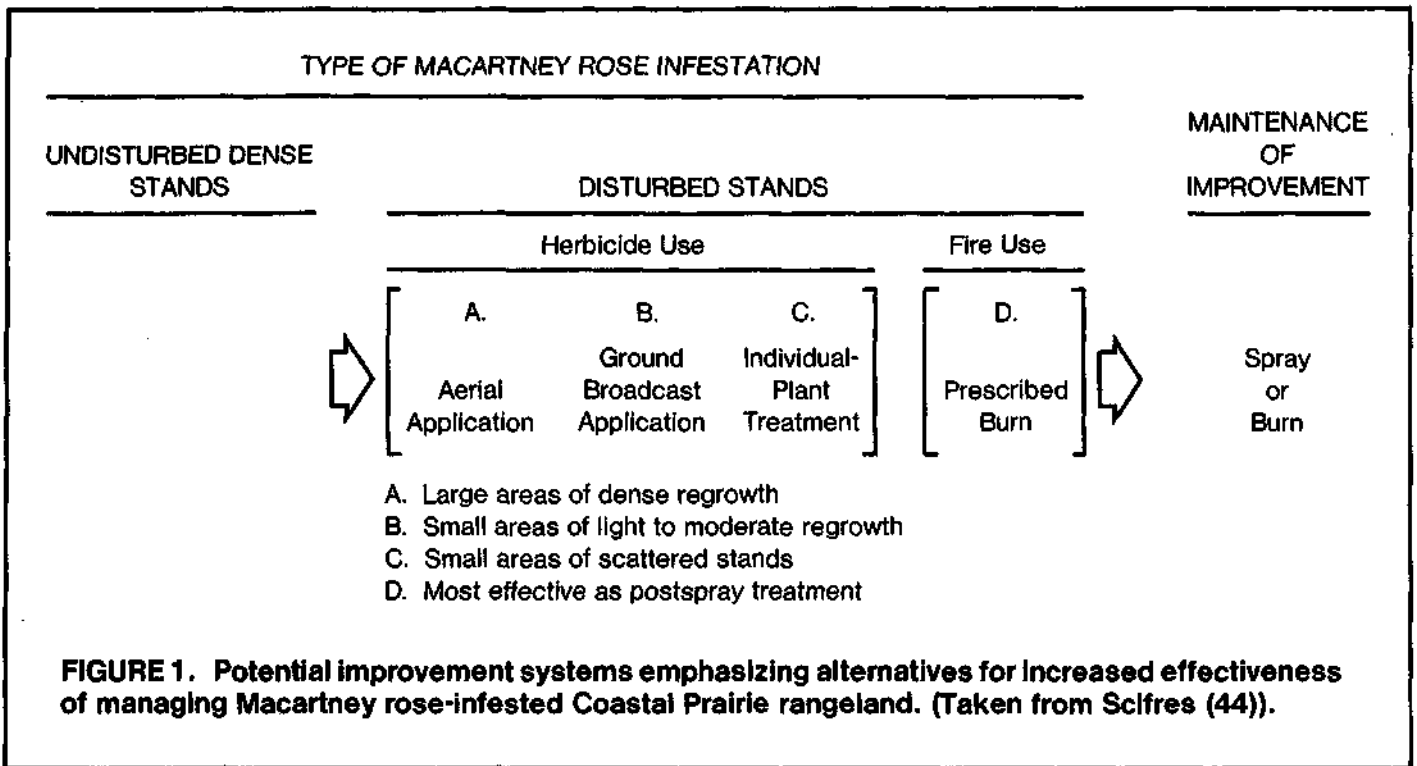 TYPE OF MACARTNEY ROSE INFESTATION
UNDISTURBED DENSE
STANDS
DISTURBED STANDS
MAINTENANCE
OF
IMPROVEMENT
Herbicide Use
Fire Use
A.
Aerial
Application
B.
Ground
Broadcast
Application
C.
Individual-
Plant
Treatment
D.
Prescribed
Burn
Spray
or
Burn
A. Large areas of dense regrowth
B. Small areas of light to moderate regrowth
C. Small areas of scattered stands
D. Most effective as postspray treatment
FIGURE 1. Potential improvement systems emphasizing alternatives for increased effectiveness
of managing Macartney rose-infested Coastal Prairie rangeland. (Taken from Scifres (44)).